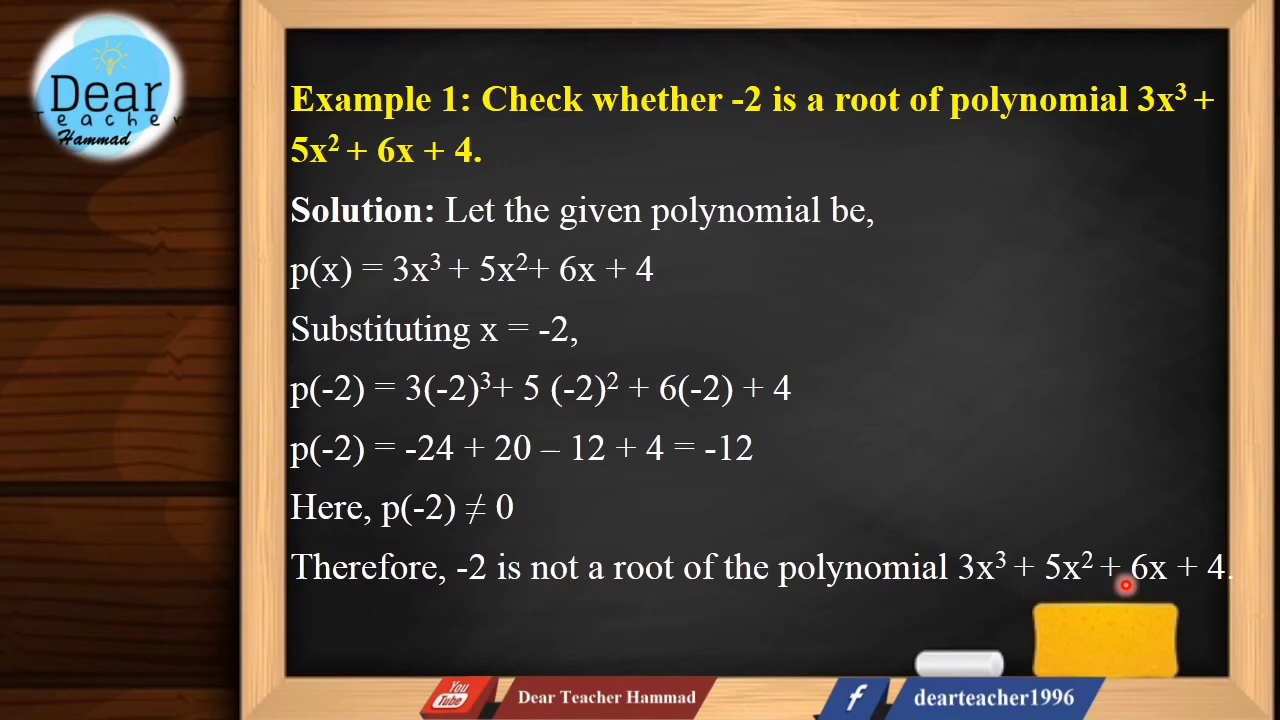 Dear
Teacher
Hammad
Example 1: Check whether -2 is a root of polynomial 3x³ +
5x² + 6x + 4.
Solution: Let the given polynomial be,
p(x) = 3x³ + 5x²+ 6x + 4
Substituting x = -2,
p(-2) = 3(-2)³+ 5 (-2)² + 6(-2) + 4
p(-2) = -24 + 20 – 12 + 4 = -12
Here, p(-2) ≠ 0
Therefore, -2 is not a root of the polynomial 3x³ + 5x² + 6x + 4.
You Tube Dear Teacher Hammad f dearteacher1996